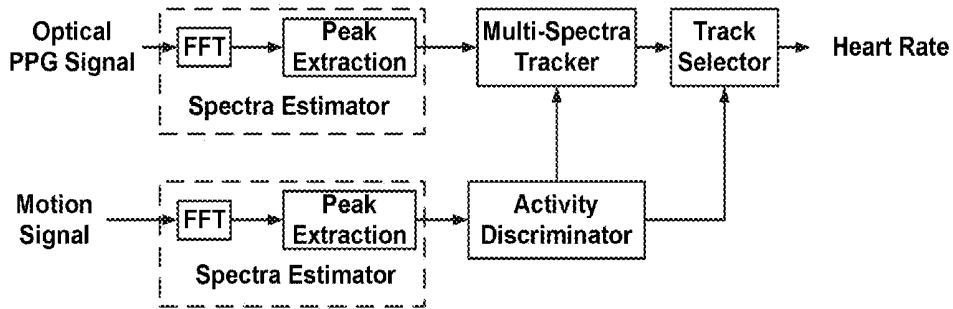 Optical
PPG Signal
FFT
Peak
Extraction
Spectra Estimator
Multi-Spectra
Tracker
Track
Selector
Heart Rate
Motion
Signal
FFT
Peak
Extraction
Spectra Estimator
Activity
Discriminator